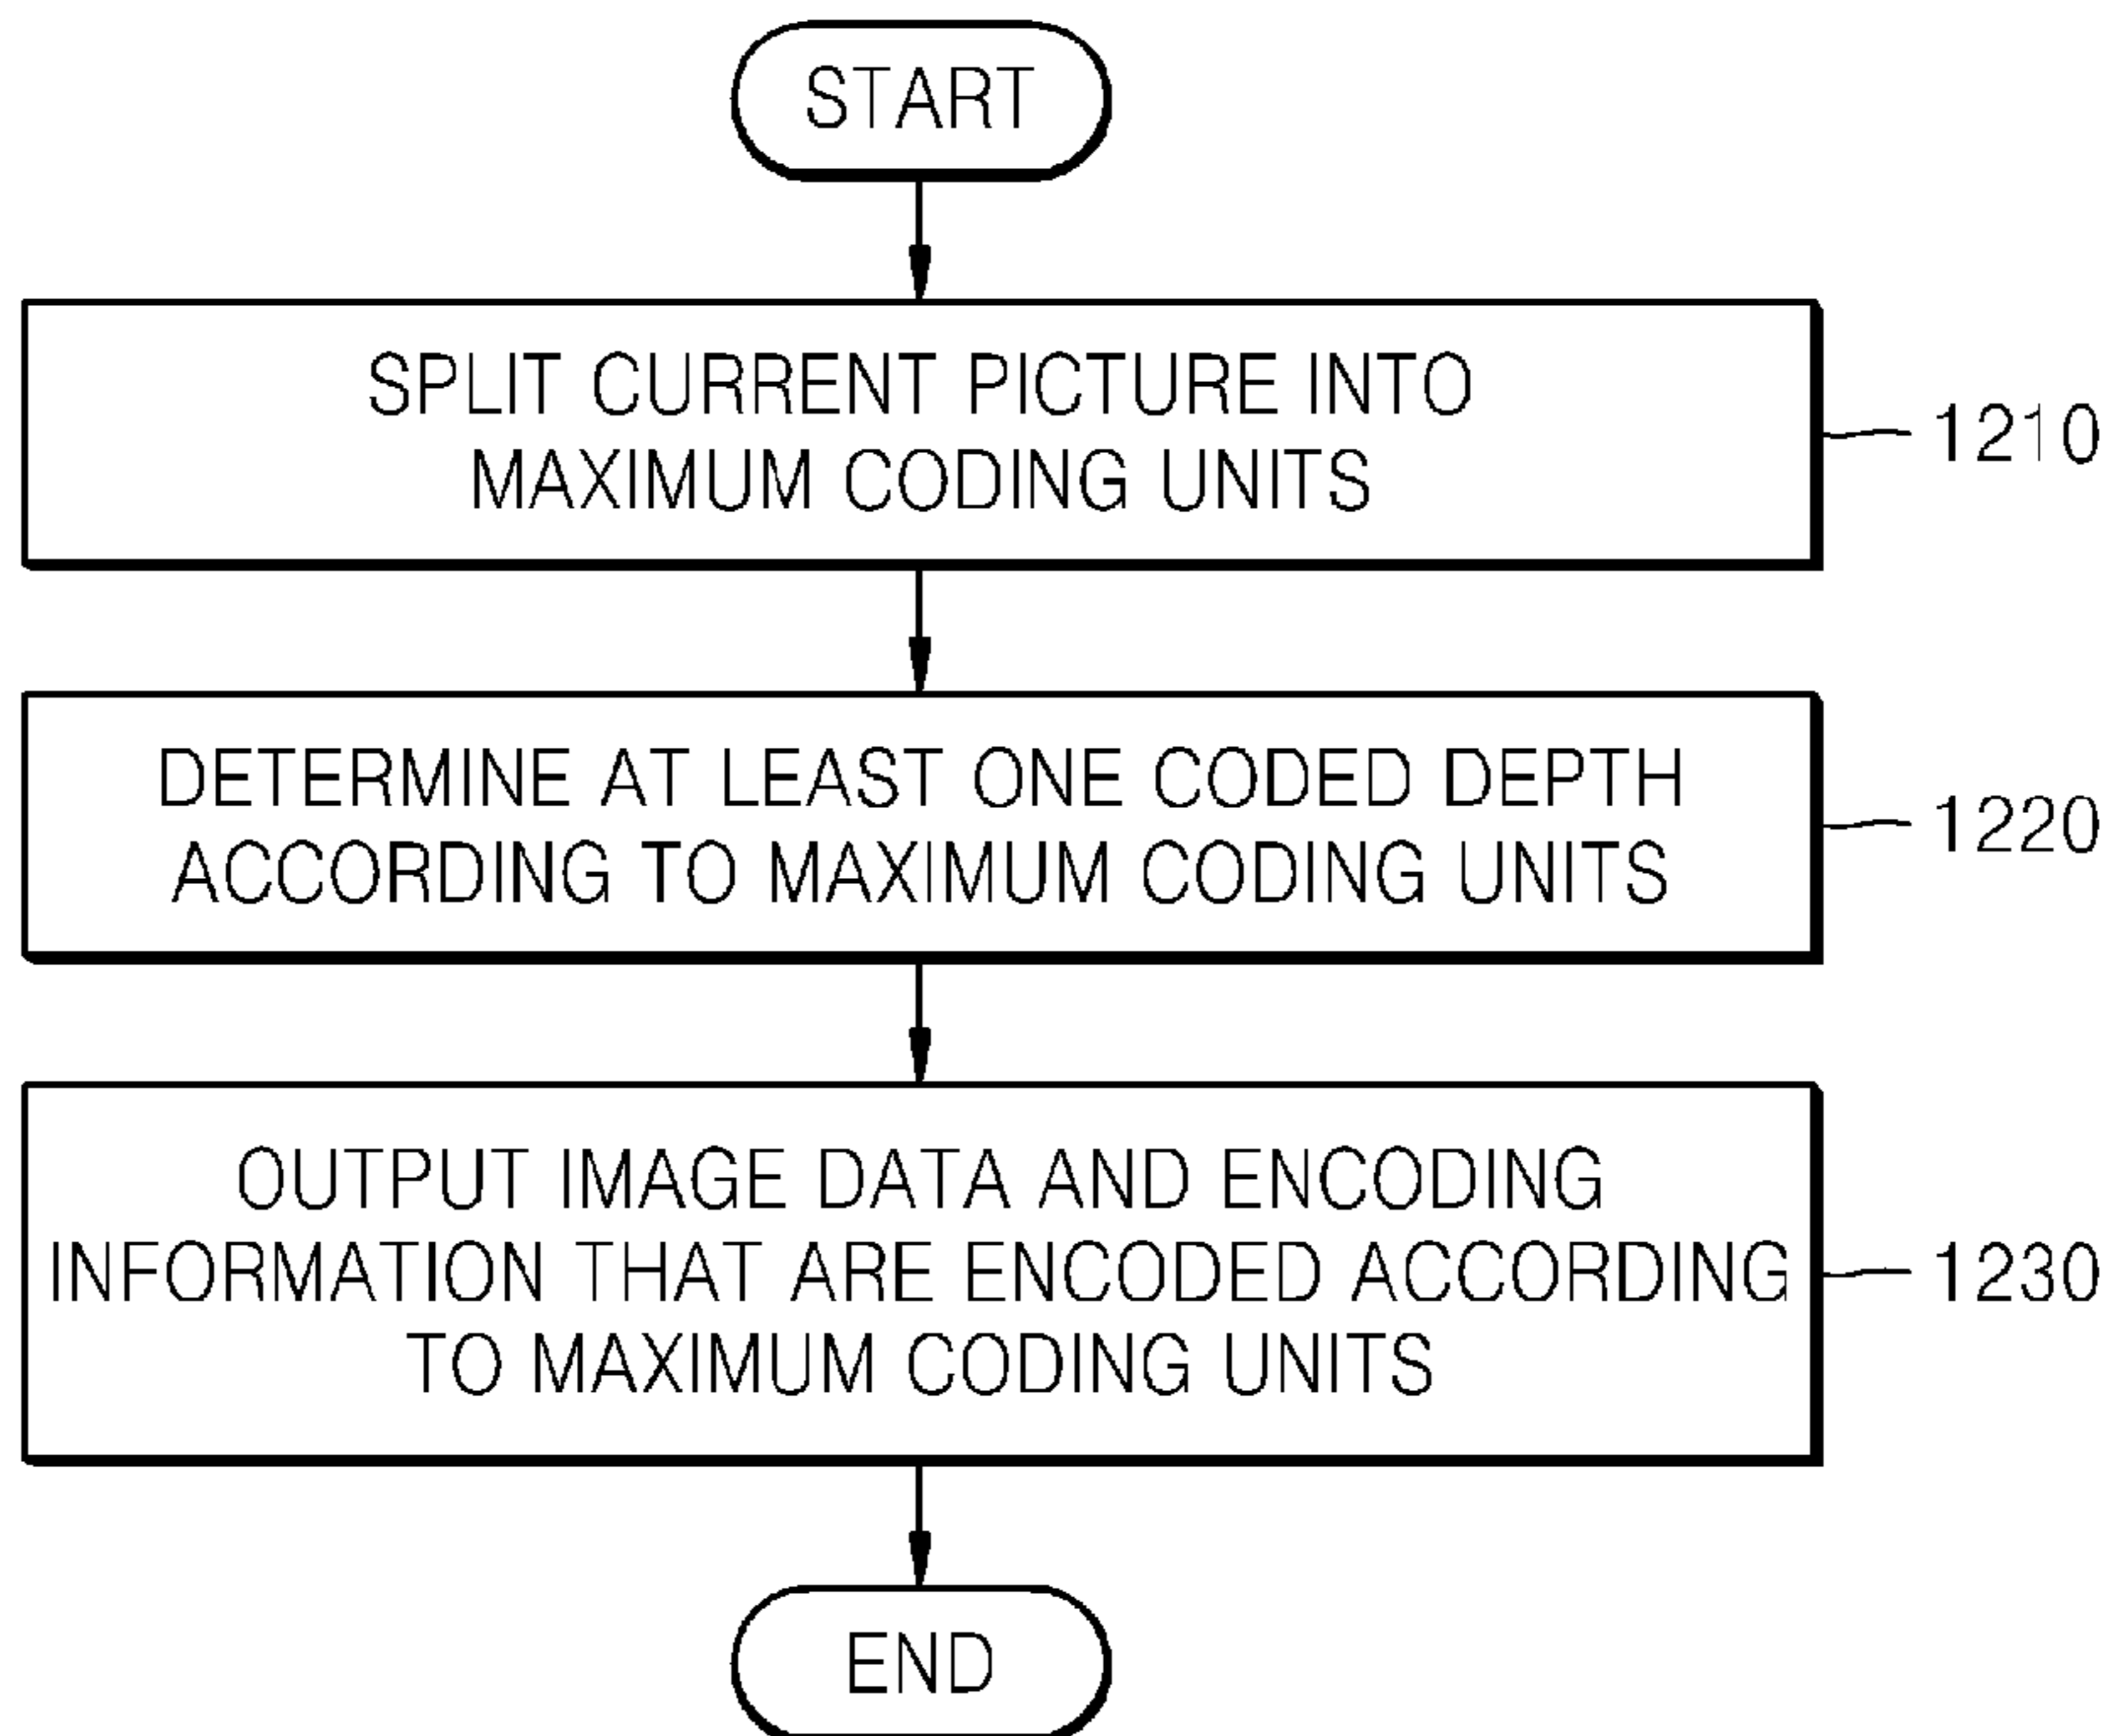 START
SPLIT CURRENT PICTURE INTO
MAXIMUM CODING UNITS
1210
DETERMINE AT LEAST ONE CODED DEPTH
ACCORDING TO MAXIMUM CODING UNITS
1220
OUTPUT IMAGE DATA AND ENCODING
INFORMATION THAT ARE ENCODED ACCORDING
TO MAXIMUM CODING UNITS
1230
END